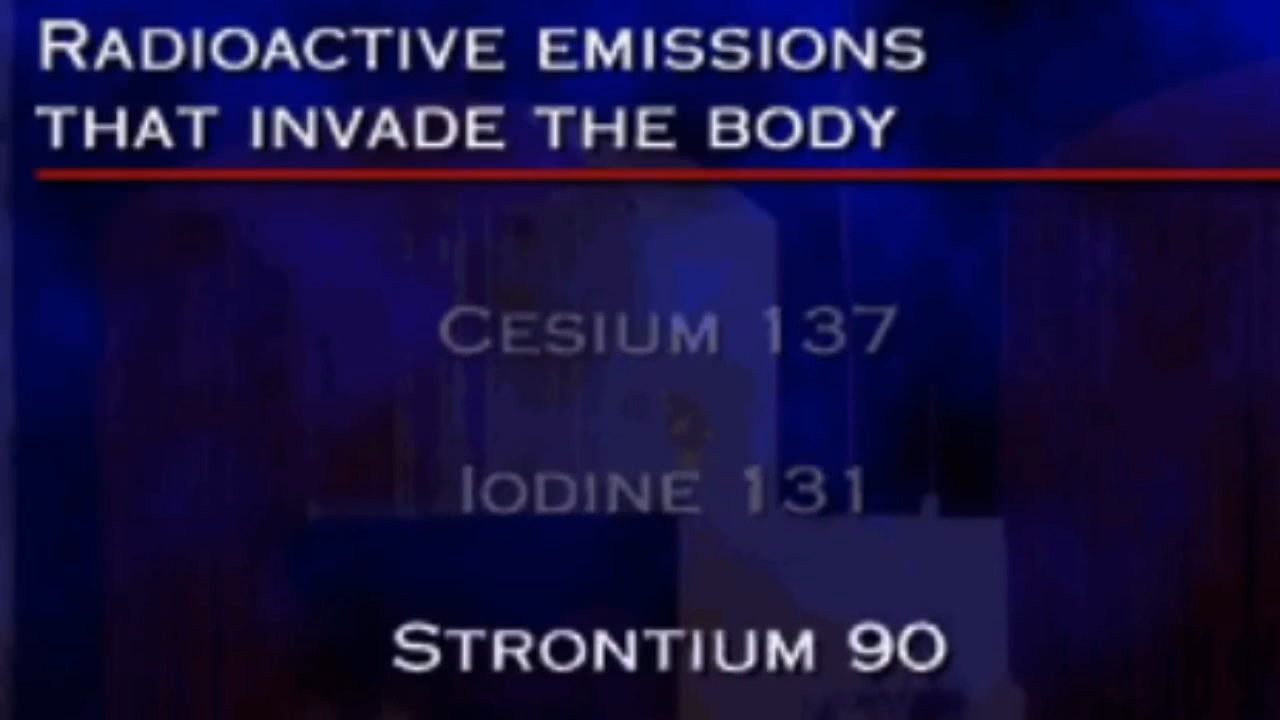 RADIOACTIVE EMISSIONS
THAT INVADE THE BODY
CESIUM 137
IODINE 131
STRONTIUM 90